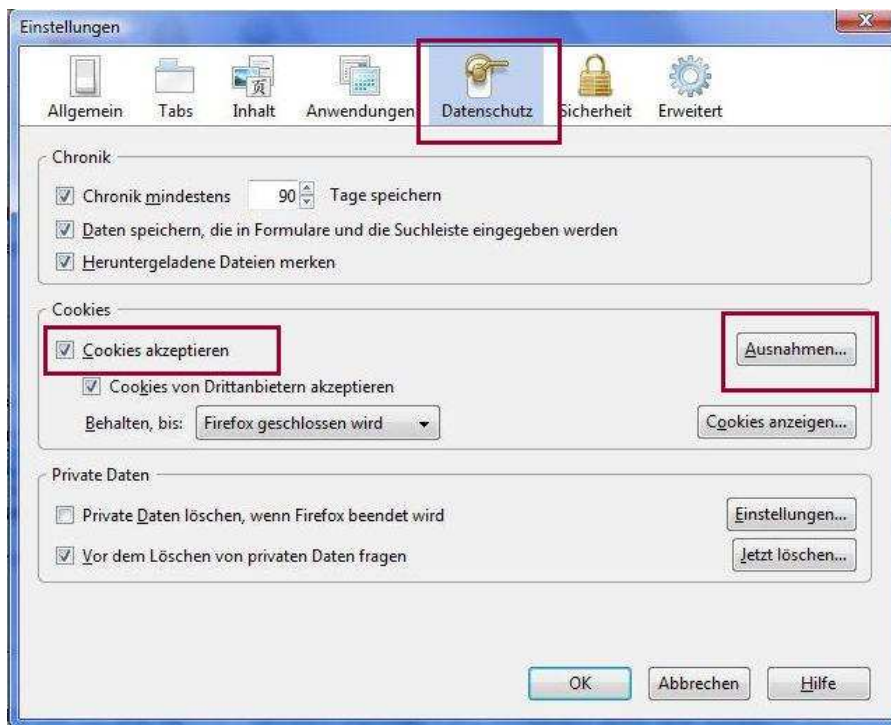 Einstellungen
Allgemein Tabs Inhalt Anwendungen Datenschutz Sicherheit Erweitert
Chronik
Chronik mindestens 90 Tage speichern
Daten speichern, die in Formulare und die Suchleiste eingegeben werden
Heruntergeladene Dateien merken
Cookies
Cookies akzeptieren Ausnahmen...
Cookies von Drittanbietern akzeptieren
Behalten, bis: Firefox geschlossen wird Cookies anzeigen...
Private Daten
Private Daten löschen, wenn Firefox beendet wird Einstellungen...
Vor dem Löschen von privaten Daten fragen Jetzt löschen...
OK Abbrechen Hilfe